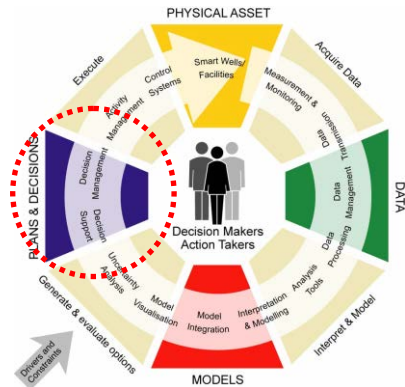 PHYSICAL ASSET
Execute
Acquire Data
Control
Systems
Smart Wells/
Facilities
Measurement &
Monitoring
Activity
Management
Data
Transmission
PLANS & DECISIONS
Decision
Management
Decision
Support
Decision Makers
Action Takers
Data
Management
Data
Processing
DATA
Uncertainty
Analysis
Model
Visualisation
Model
Integration
Interpretation
& Modelling
Analysis
Tools
Generate & evaluate options
Interpret & Model
Drivers and
Constraints
MODELS